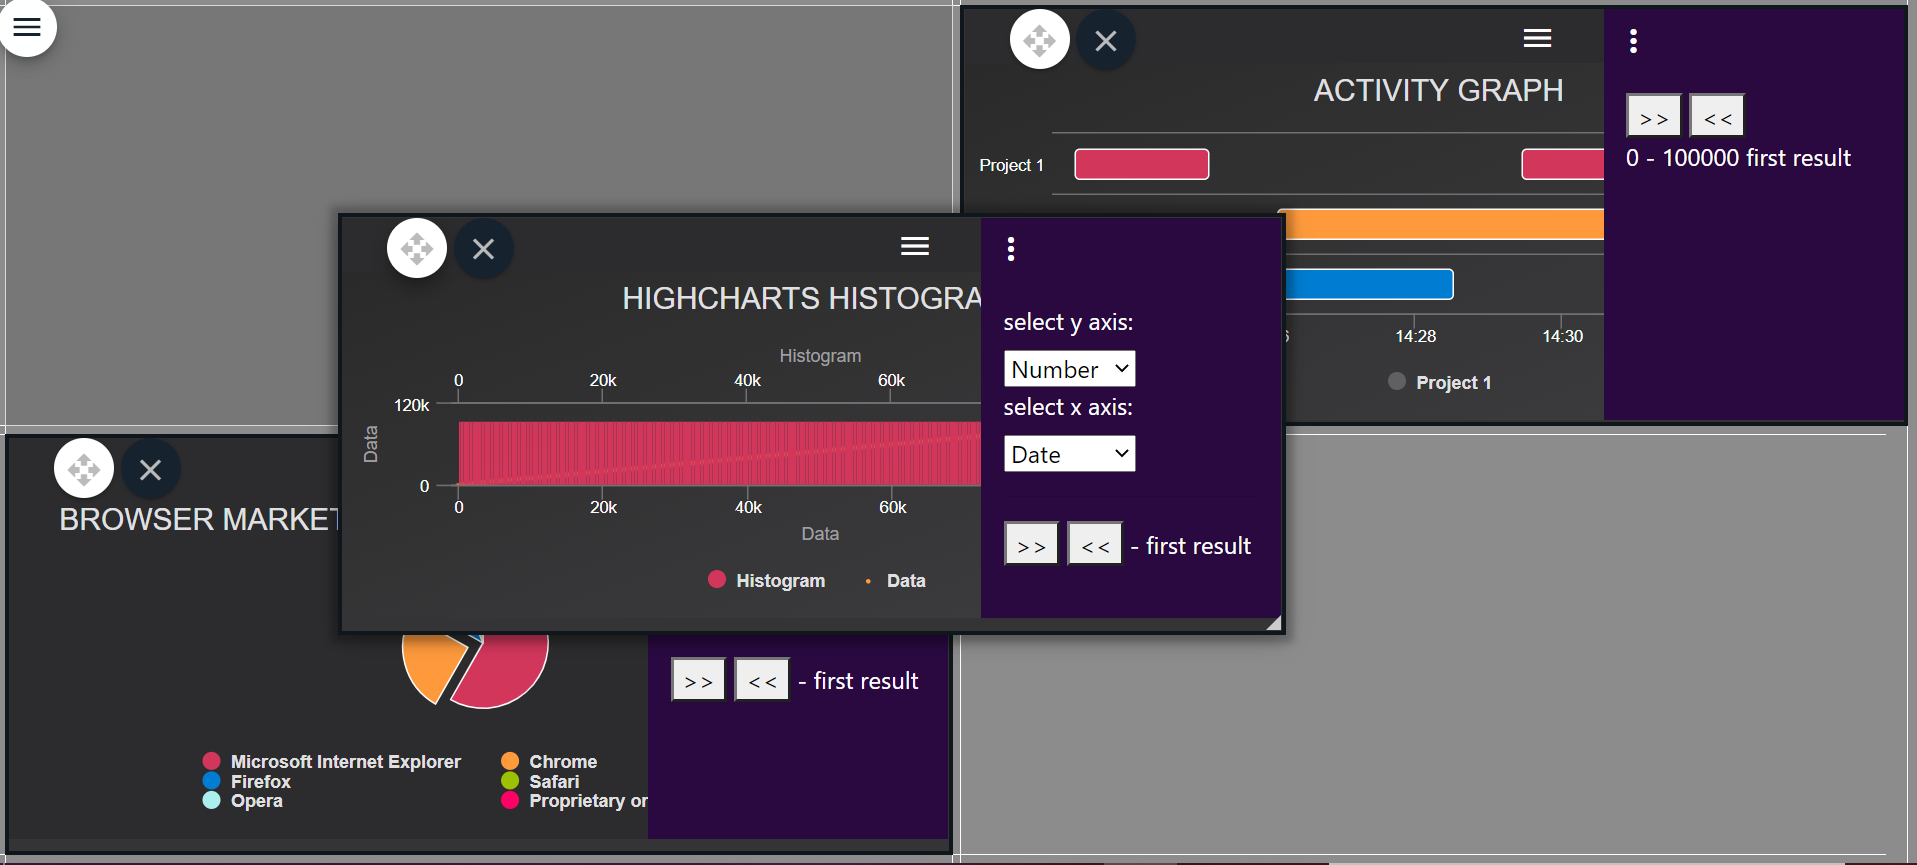 ACTIVITY GRAPH
Project 1
14:28
14:30
Project 1
>>
<<
0 - 100000 first result
HIGHCHARTS HISTOGRA
Histogram
0
20k
40k
60k
120k
0
Data
0
20k
40k
60k
Data
Histogram
Data
select y axis:
Number
select x axis:
Date
>>
<<
- first result
BROWSER MARKET
Microsoft Internet Explorer
Chrome
Firefox
Safari
Opera
Proprietary or
>>
<<
- first result